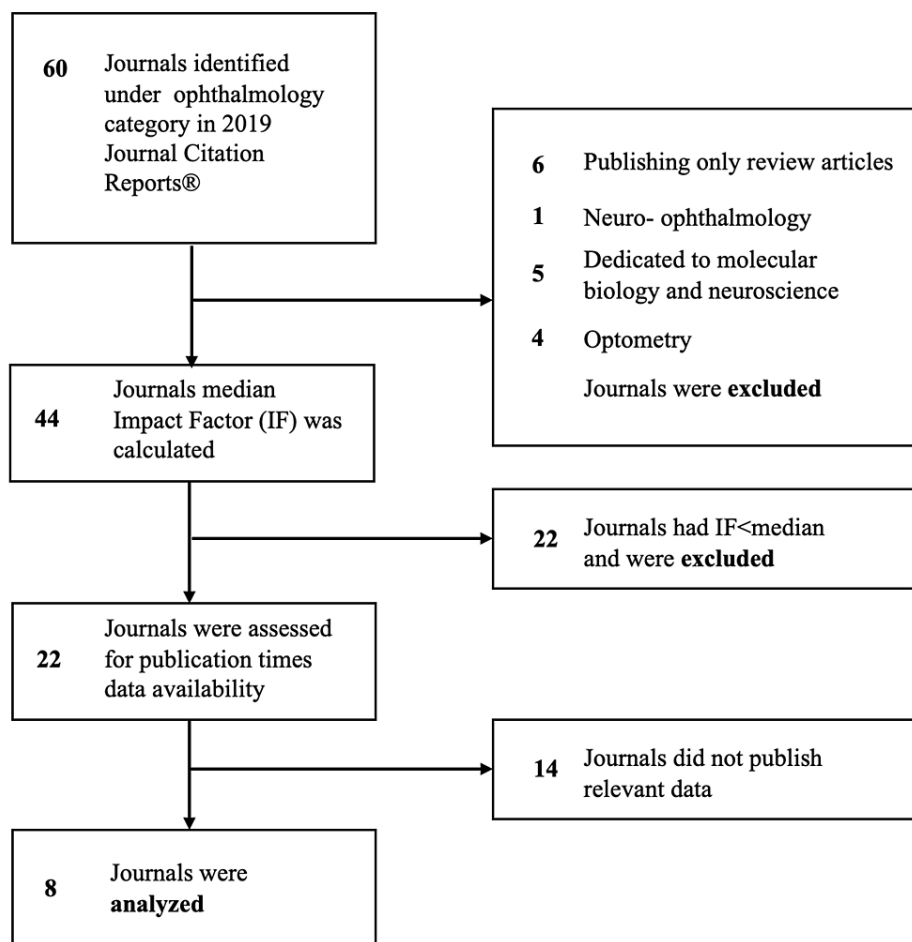 60 Journals identified
under ophthalmology
category in 2019
Journal Citation
Reports®
6 Publishing only review articles
1 Neuro- ophthalmology
5 Dedicated to molecular
biology and neuroscience
4 Optometry
Journals were excluded
44 Journals median
Impact Factor (IF) was
calculated
22 Journals had IF<median
and were excluded
22 Journals were assessed
for publication times
data availability
14 Journals did not publish
relevant data
8 Journals were
analyzed